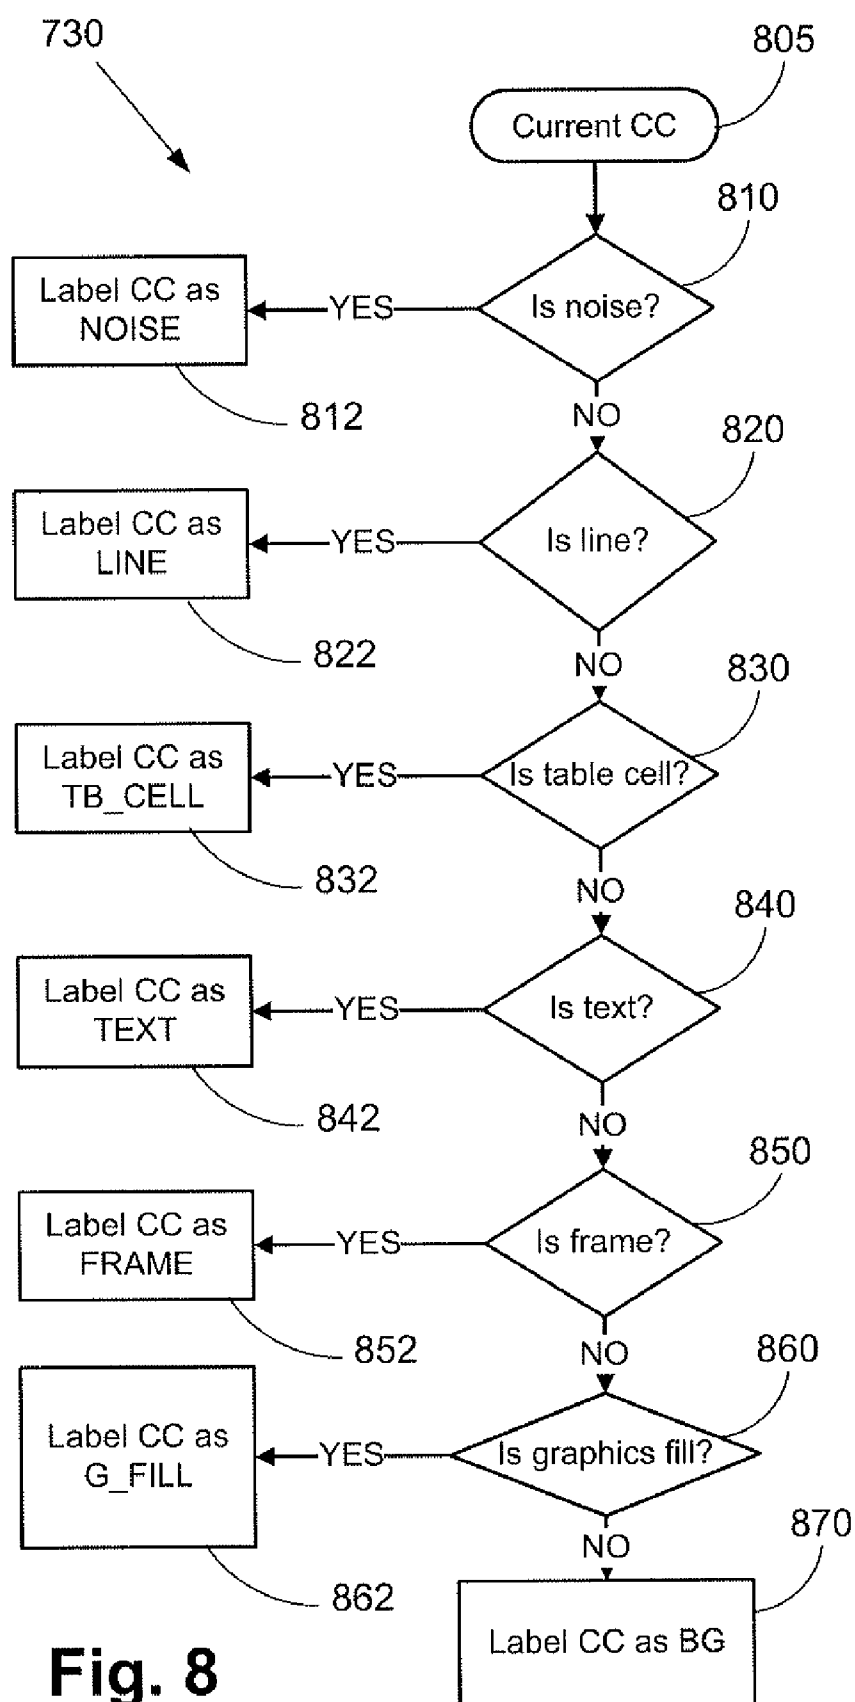 730
805
Current CC
810
Is noise?
YES
Label CC as
NOISE
812
NO
820
Is line?
YES
Label CC as
LINE
822
NO
830
Is table cell?
YES
Label CC as
TB_CELL
832
NO
840
Is text?
YES
Label CC as
TEXT
842
NO
850
Is frame?
YES
Label CC as
FRAME
852
NO
860
Is graphics fill?
YES
Label CC as
G_FILL
862
NO
870
Label CC as BG
Fig. 8